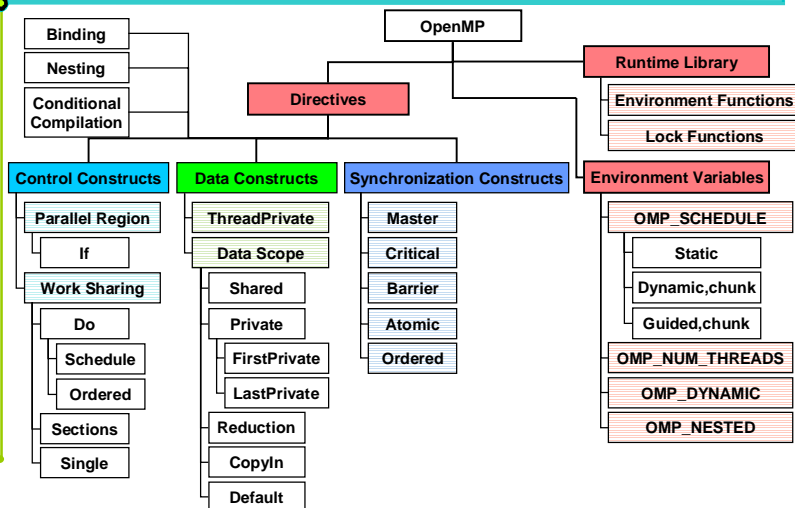 OpenMP
Binding
Nesting
Conditional
Compilation
Directives
Runtime Library
Environment Functions
Lock Functions
Control Constructs
Parallel Region
If
Work Sharing
Do
Schedule
Ordered
Sections
Single
Data Constructs
ThreadPrivate
Data Scope
Shared
Private
FirstPrivate
LastPrivate
Reduction
CopyIn
Default
Synchronization Constructs
Master
Critical
Barrier
Atomic
Ordered
Environment Variables
OMP_SCHEDULE
Static
Dynamic,chunk
Guided,chunk
OMP_NUM_THREADS
OMP_DYNAMIC
OMP_NESTED